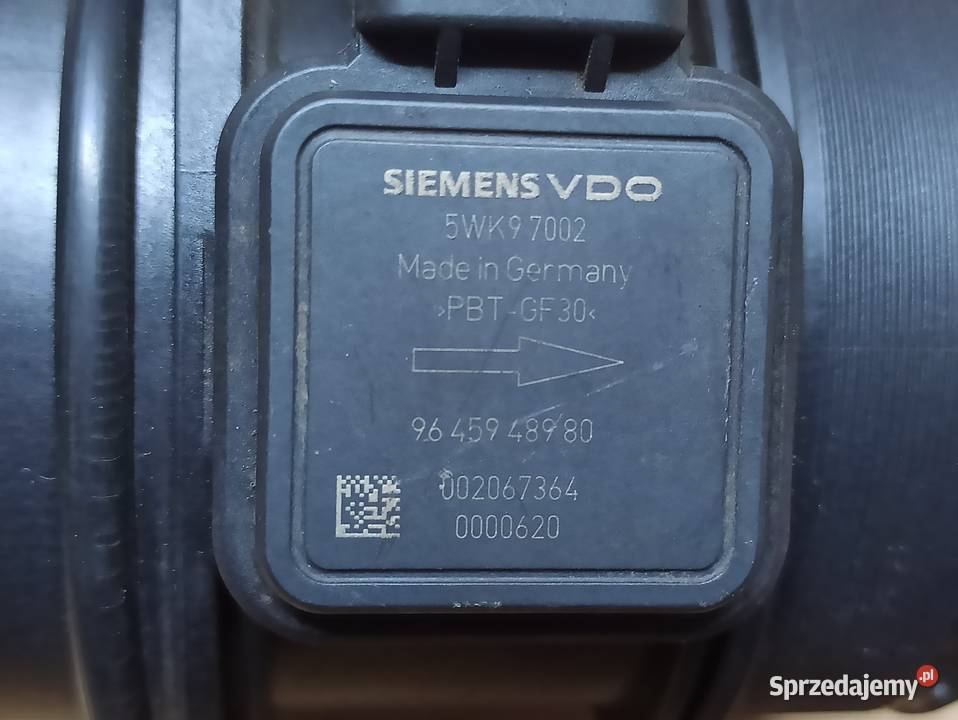 SIEMENS VDO
5WK9 7002
Made in Germany
>PBT-GF30<
96 459 489 80
002067364
0000620
Sprzedajemy.pl